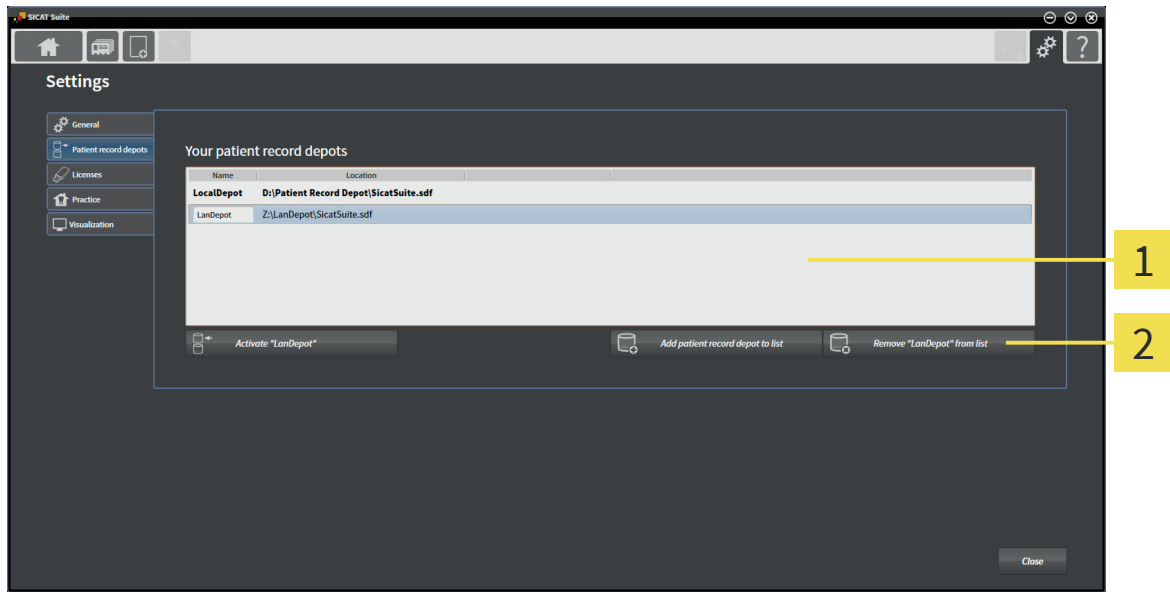 SICAT Suite
?
Settings
General
Patient record depots
Licenses
Practice
Visualization
Your patient record depots
Name Location
LocalDepot D:\Patient Record Depot\SicatSuite.sdf
LanDepot Z:\LanDepot\SicatSuite.sdf
1
Activate "LanDepot" Add patient record depot to list Remove "LanDepot" from list
2
Close